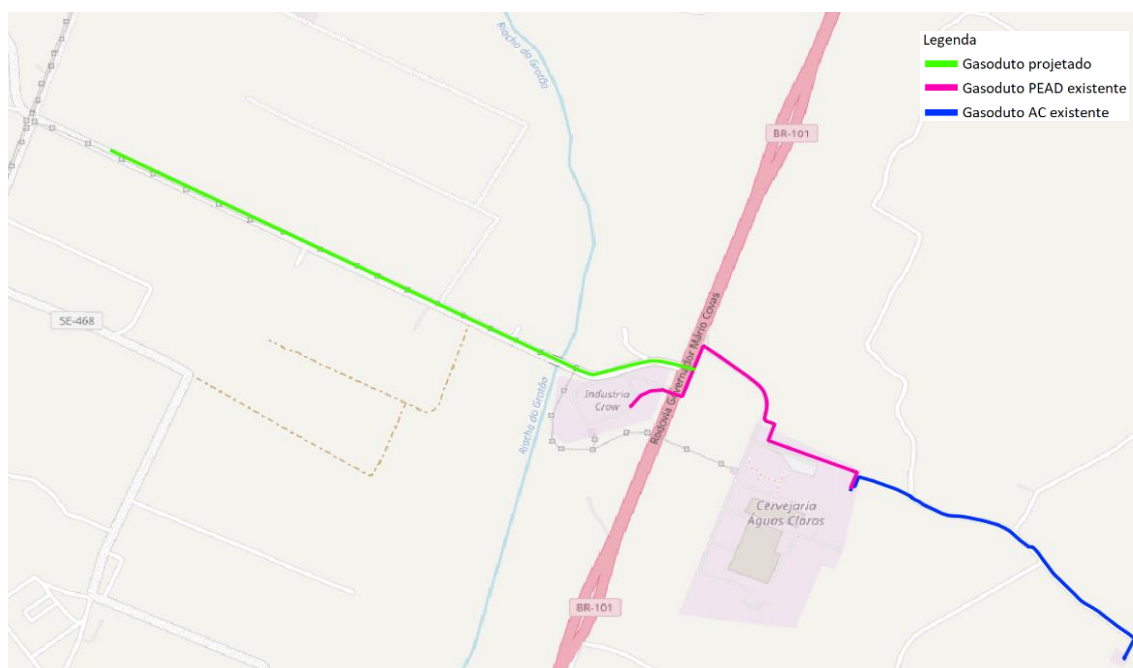 Legenda
Gasoduto projetado
Gasoduto PEAD existente
Gasoduto AC existente
Riacho do Grotão
BR-101
SE-468
Rodovia Governador Mário Covas
Industria
Crow
Riacho do Grotão
Cervejaria
Águas Claras
BR-101